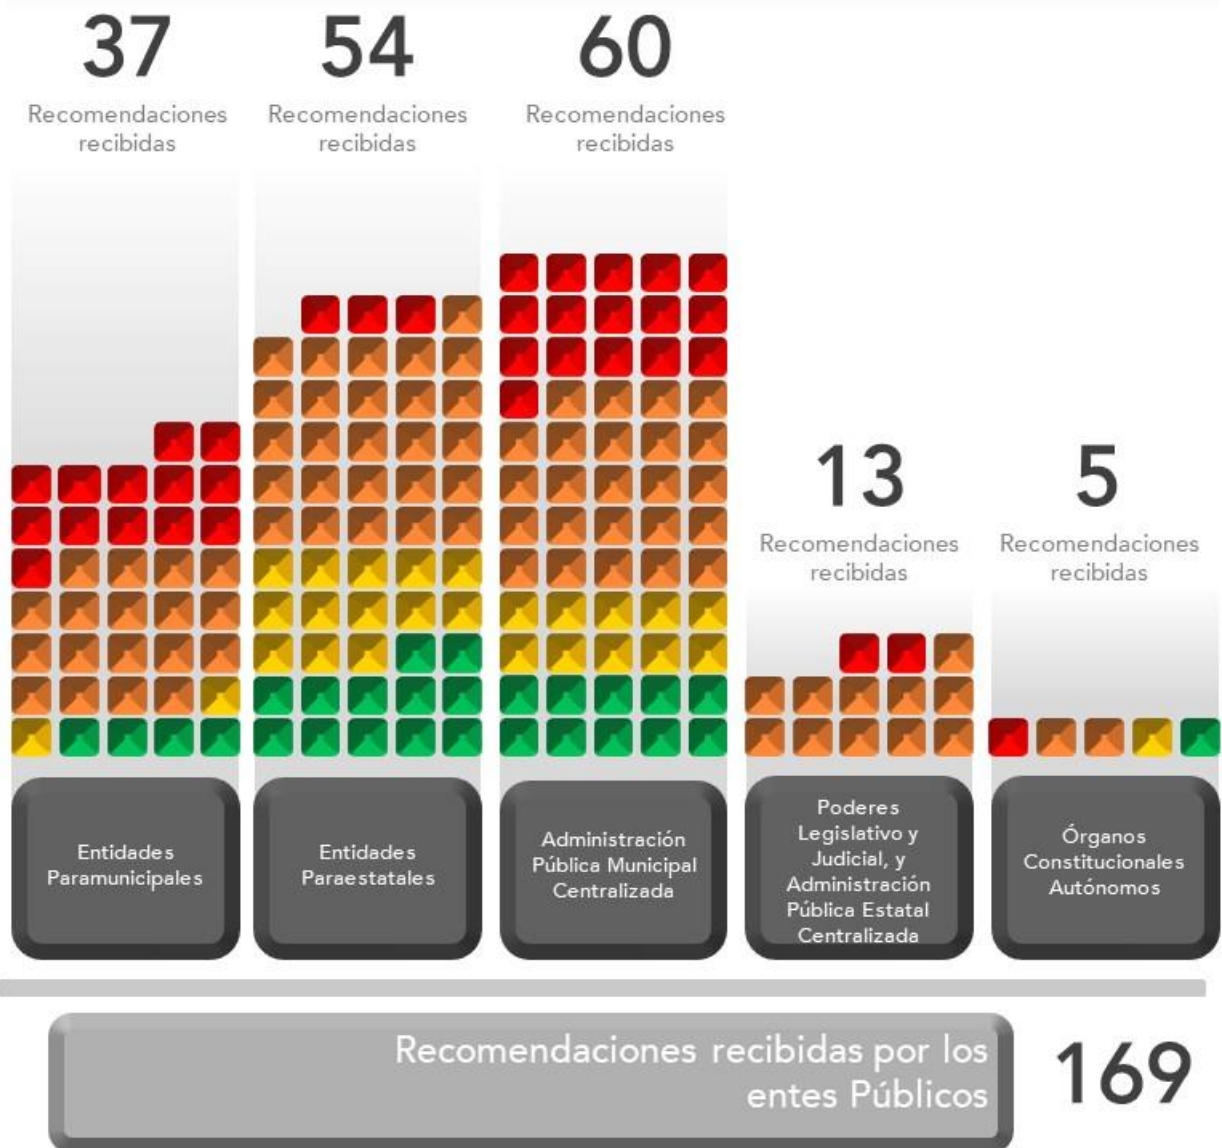 37
Recomendaciones
recibidas
54
Recomendaciones
recibidas
60
Recomendaciones
recibidas
13
Recomendaciones
recibidas
5
Recomendaciones
recibidas
Entidades
Paramunicipales
Entidades
Paraestatales
Administración
Pública Municipal
Centralizada
Poderes
Legislativo y
Judicial, y
Administración
Pública Estatal
Centralizada
Órganos
Constitucionales
Autónomos
Recomendaciones recibidas por los
entes Públicos
169